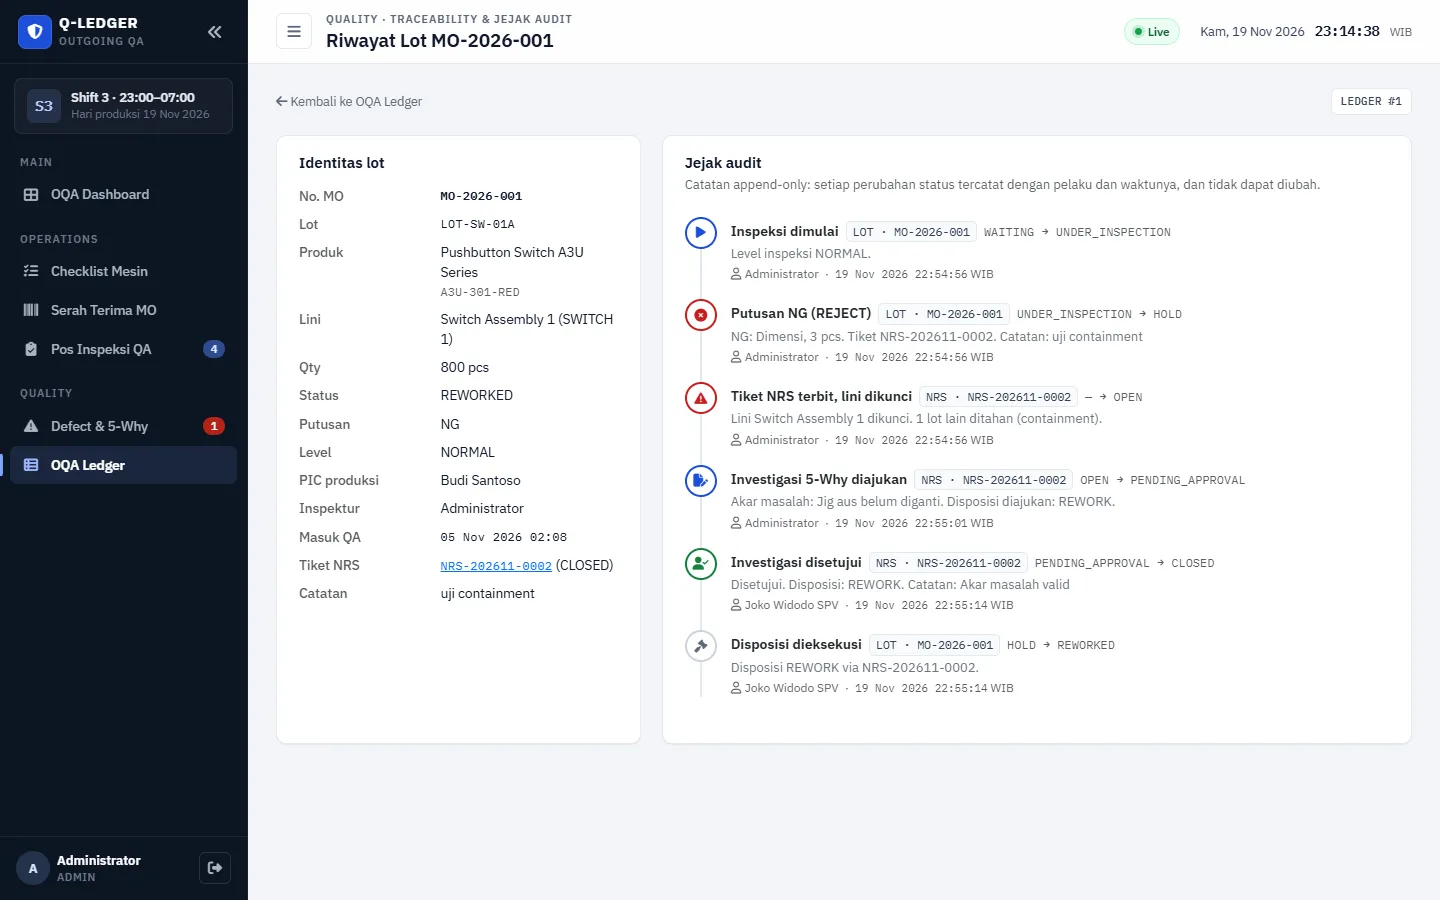 Q-LEDGER
OUTGOING QA
S3
Shift 3 · 23:00–07:00
Hari produksi 19 Nov 2026
MAIN
OQA Dashboard
OPERATIONS
Checklist Mesin
Serah Terima MO
Pos Inspeksi QA
4
QUALITY
Defect & 5-Why
1
OQA Ledger
A
Administrator
ADMIN
QUALITY · TRACEABILITY & JEJAK AUDIT
Riwayat Lot MO-2026-001
Live
Kam, 19 Nov 2026
23:14:38
WIB
Kembali ke OQA Ledger
LEDGER #1
Identitas lot
No. MO
MO-2026-001
Lot
LOT-SW-01A
Produk
Pushbutton Switch A3U
Series
A3U-301-RED
Lini
Switch Assembly 1 (SWITCH
1)
Qty
800 pcs
Status
REWORKED
Putusan
NG
Level
NORMAL
PIC produksi
Budi Santoso
Inspektur
Administrator
Masuk QA
05 Nov 2026 02:08
Tiket NRS
NRS-202611-0002 (CLOSED)
Catatan
uji containment
Jejak audit
Catatan append-only: setiap perubahan status tercatat dengan pelaku dan waktunya, dan tidak dapat diubah.
Inspeksi dimulai LOT · MO-2026-001 WAITING → UNDER_INSPECTION
Level inspeksi NORMAL.
Administrator · 19 Nov 2026 22:54:56 WIB
Putusan NG (REJECT) LOT · MO-2026-001 UNDER_INSPECTION → HOLD
NG: Dimensi, 3 pcs. Tiket NRS-202611-0002. Catatan: uji containment
Administrator · 19 Nov 2026 22:54:56 WIB
Tiket NRS terbit, lini dikunci NRS · NRS-202611-0002 — → OPEN
Lini Switch Assembly 1 dikunci. 1 lot lain ditahan (containment).
Administrator · 19 Nov 2026 22:54:56 WIB
Investigasi 5-Why diajukan NRS · NRS-202611-0002 OPEN → PENDING_APPROVAL
Akar masalah: Jig aus belum diganti. Disposisi diajukan: REWORK.
Administrator · 19 Nov 2026 22:55:01 WIB
Investigasi disetujui NRS · NRS-202611-0002 PENDING_APPROVAL → CLOSED
Disetujui. Disposisi: REWORK. Catatan: Akar masalah valid
Joko Widodo SPV · 19 Nov 2026 22:55:14 WIB
Disposisi dieksekusi LOT · MO-2026-001 HOLD → REWORKED
Disposisi REWORK via NRS-202611-0002.
Joko Widodo SPV · 19 Nov 2026 22:55:14 WIB